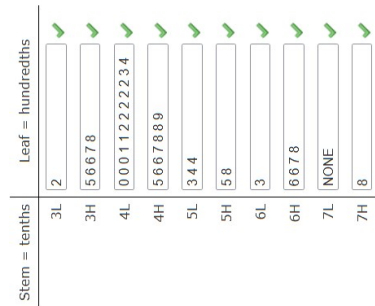 Stem = tenths Leaf = hundredths
3L 2
3H 5 6 6 7 8
4L 0 0 0 1 1 2 2 2 2 2 2 3 4
4H 5 6 6 7 8 8 9
5L 3 4 4
5H 5 8
6L 3
6H 6 6 7 8
7L NONE
7H 8